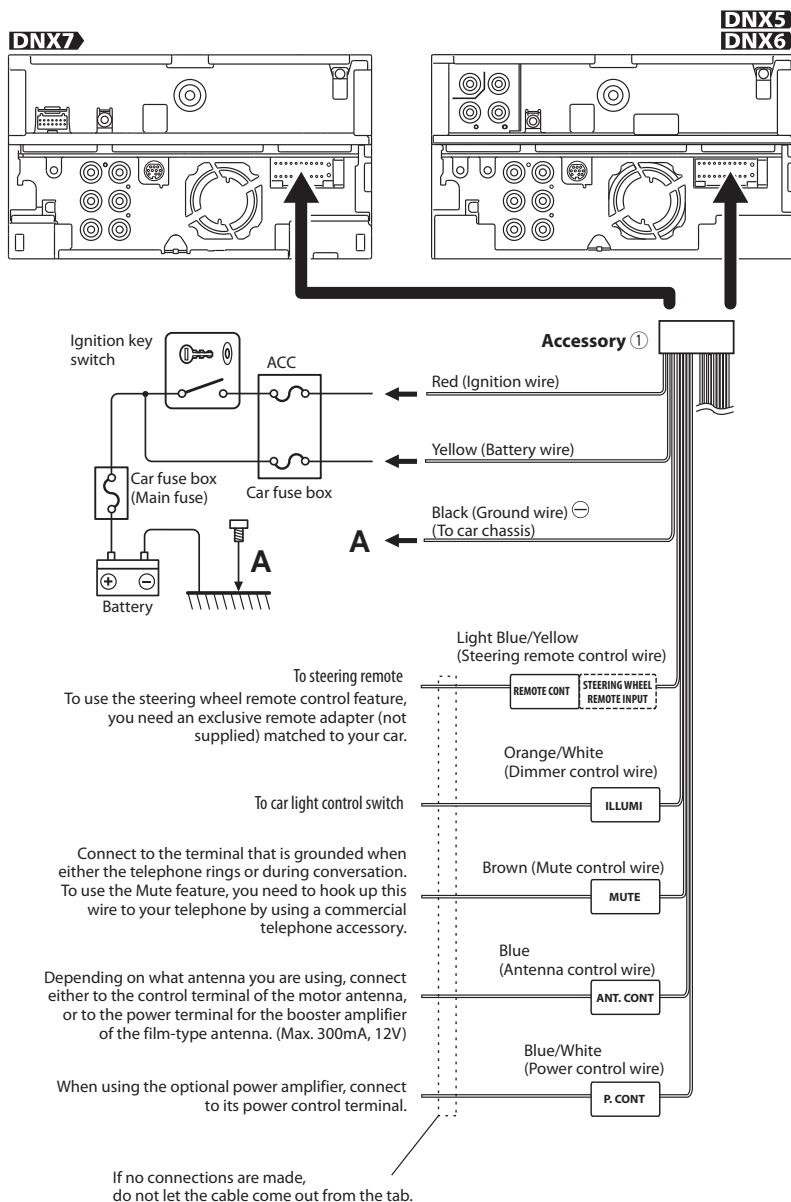 DNX7
DNX5
DNX6
Ignition key
switch
ACC
Accessory ①
Red (Ignition wire)
Yellow (Battery wire)
Car fuse box
(Main fuse)
Car fuse box
Black (Ground wire) ⊖
(To car chassis)
A
A
Battery
Light Blue/Yellow
(Steering remote control wire)
To steering remote
REMOTE CONT
STEERING WHEEL
REMOTE INPUT
To use the steering wheel remote control feature,
you need an exclusive remote adapter (not
supplied) matched to your car.
Orange/White
(Dimmer control wire)
To car light control switch
ILLUMI
Connect to the terminal that is grounded when
either the telephone rings or during conversation.
To use the Mute feature, you need to hook up this
wire to your telephone by using a commercial
telephone accessory.
Brown (Mute control wire)
MUTE
Blue
(Antenna control wire)
Depending on what antenna you are using, connect
either to the control terminal of the motor antenna,
or to the power terminal for the booster amplifier
of the film-type antenna. (Max. 300mA, 12V)
ANT. CONT
Blue/White
(Power control wire)
When using the optional power amplifier, connect
to its power control terminal.
P. CONT
If no connections are made,
do not let the cable come out from the tab.